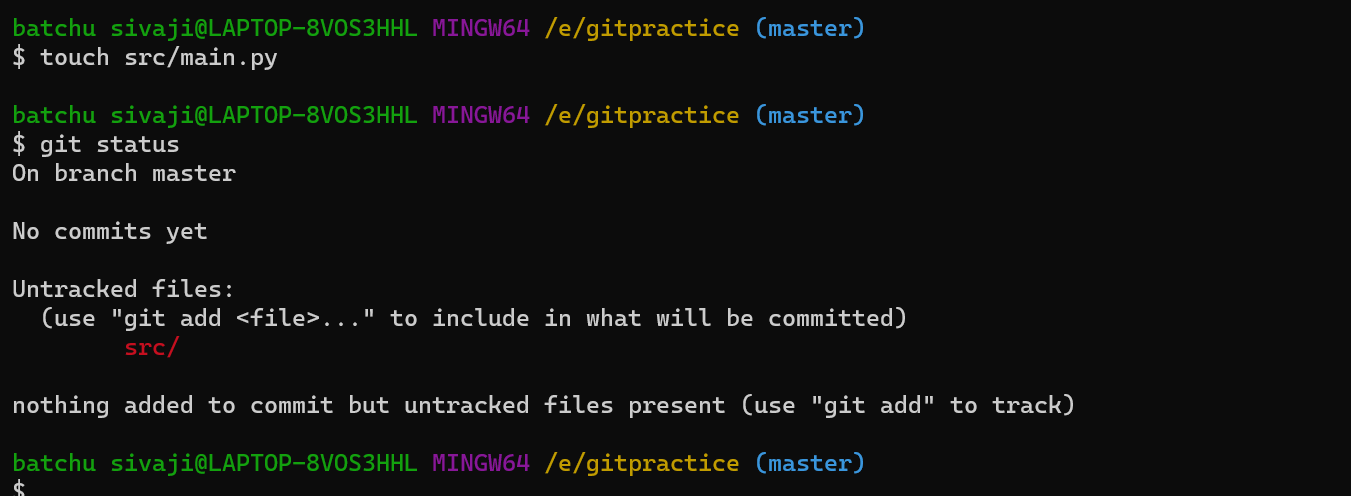 batchu sivaji@LAPTOP-8VOS3HHL MINGW64 /e/gitpractice (master)
$ touch src/main.py
batchu sivaji@LAPTOP-8VOS3HHL MINGW64 /e/gitpractice (master)
$ git status
On branch master
No commits yet
Untracked files:
  (use "git add <file>..." to include in what will be committed)
        src/
nothing added to commit but untracked files present (use "git add" to track)
batchu sivaji@LAPTOP-8VOS3HHL MINGW64 /e/gitpractice (master)
$